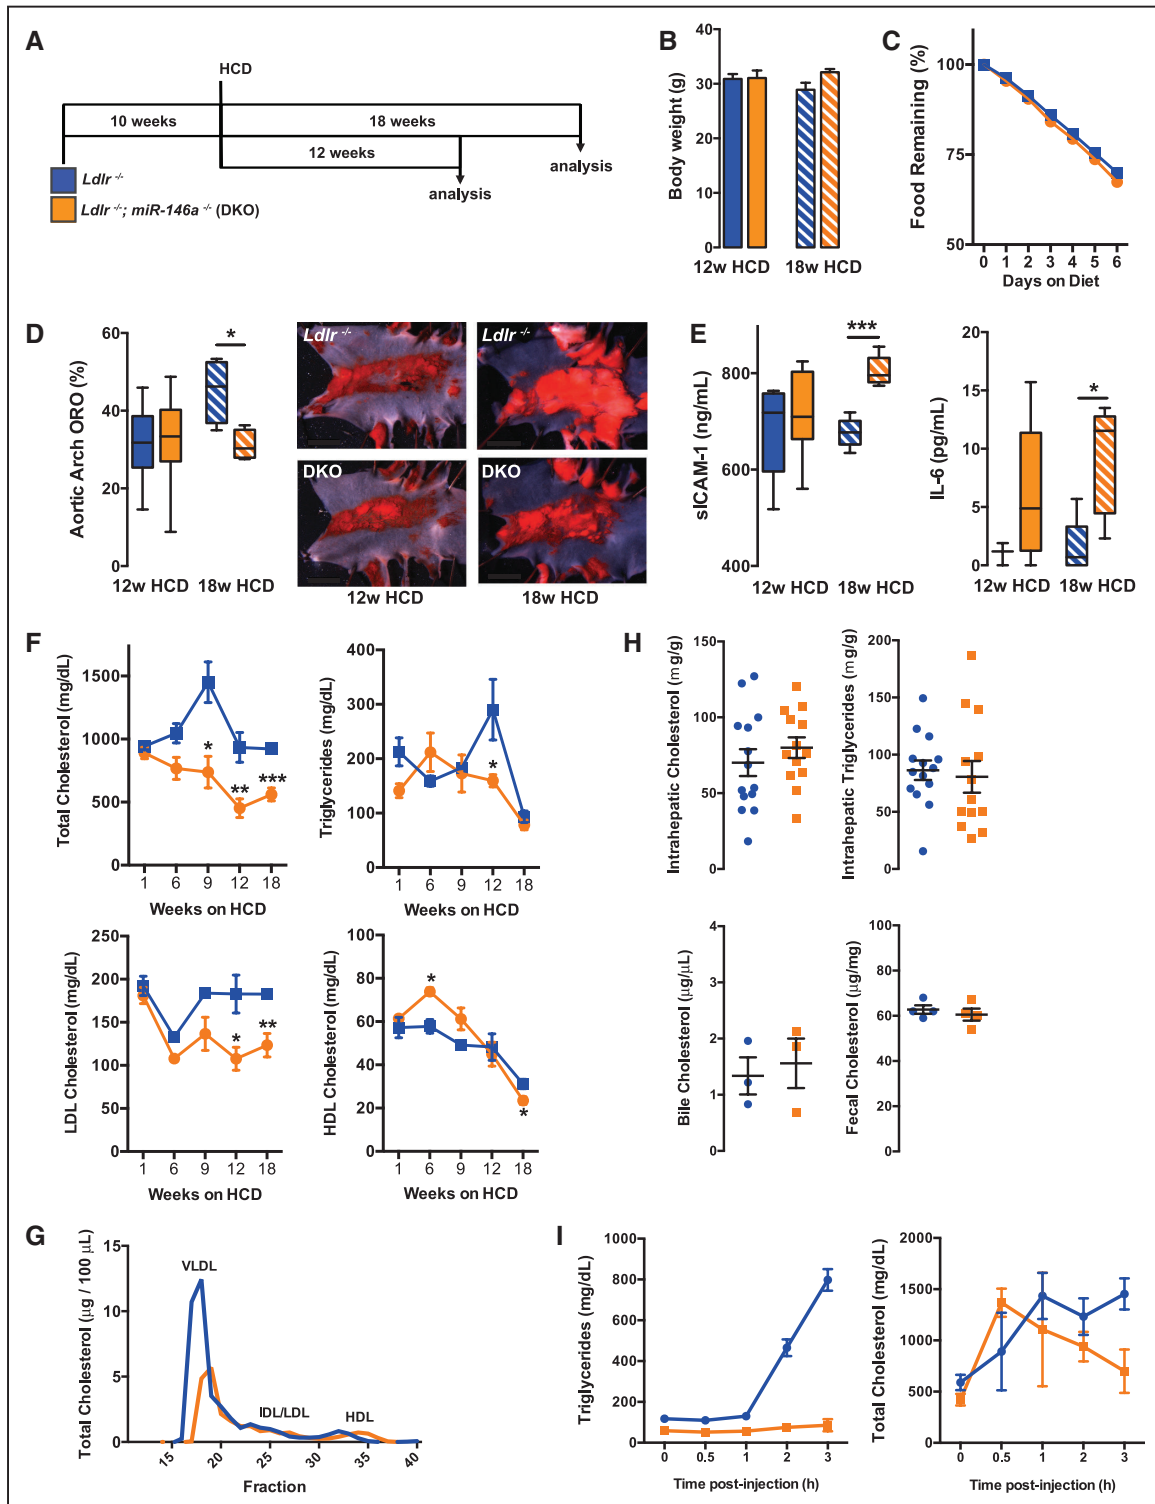 A
HCD
10 weeks
18 weeks
12 weeks
analysis
analysis
Ldlr -/-
Ldlr -/-; miR-146a -/- (DKO)
B
Body weight (g)
40
30
20
10
0
12w HCD
18w HCD
C
Food Remaining (%)
100
75
50
0 1 2 3 4 5 6
Days on Diet
D
Aortic Arch ORO (%)
60
40
20
0
*
12w HCD
18w HCD
Ldlr -/-
Ldlr -/-
DKO
DKO
12w HCD
18w HCD
E
sICAM-1 (ng/mL)
800
600
400
***
12w HCD
18w HCD
IL-6 (pg/mL)
20
15
10
5
0
*
12w HCD
18w HCD
F
Total Cholesterol (mg/dL)
1500
1000
500
0
*
**
***
1 6 9 12 18
Weeks on HCD
Triglycerides (mg/dL)
400
300
200
100
0
*
1 6 9 12 18
Weeks on HCD
LDL Cholesterol (mg/dL)
250
200
150
100
50
0
*
**
1 6 9 12 18
Weeks on HCD
HDL Cholesterol (mg/dL)
100
80
60
40
20
0
*
*
1 6 9 12 18
Weeks on HCD
H
Intrahepatic Cholesterol (mg/g)
150
100
50
0
Intrahepatic Triglycerides (mg/g)
200
150
100
50
0
Bile Cholesterol (µg/µL)
4
3
2
1
0
Fecal Cholesterol (µg/mg)
100
80
60
40
20
0
G
Total Cholesterol (µg / 100 µL)
15
10
5
0
VLDL
IDL/LDL
HDL
15 20 25 30 35 40
Fraction
I
Triglycerides (mg/dL)
1000
800
600
400
200
0
0 0.5 1 2 3
Time post-injection (h)
Total Cholesterol (mg/dL)
2000
1500
1000
500
0
0 0.5 1 2 3
Time post-injection (h)